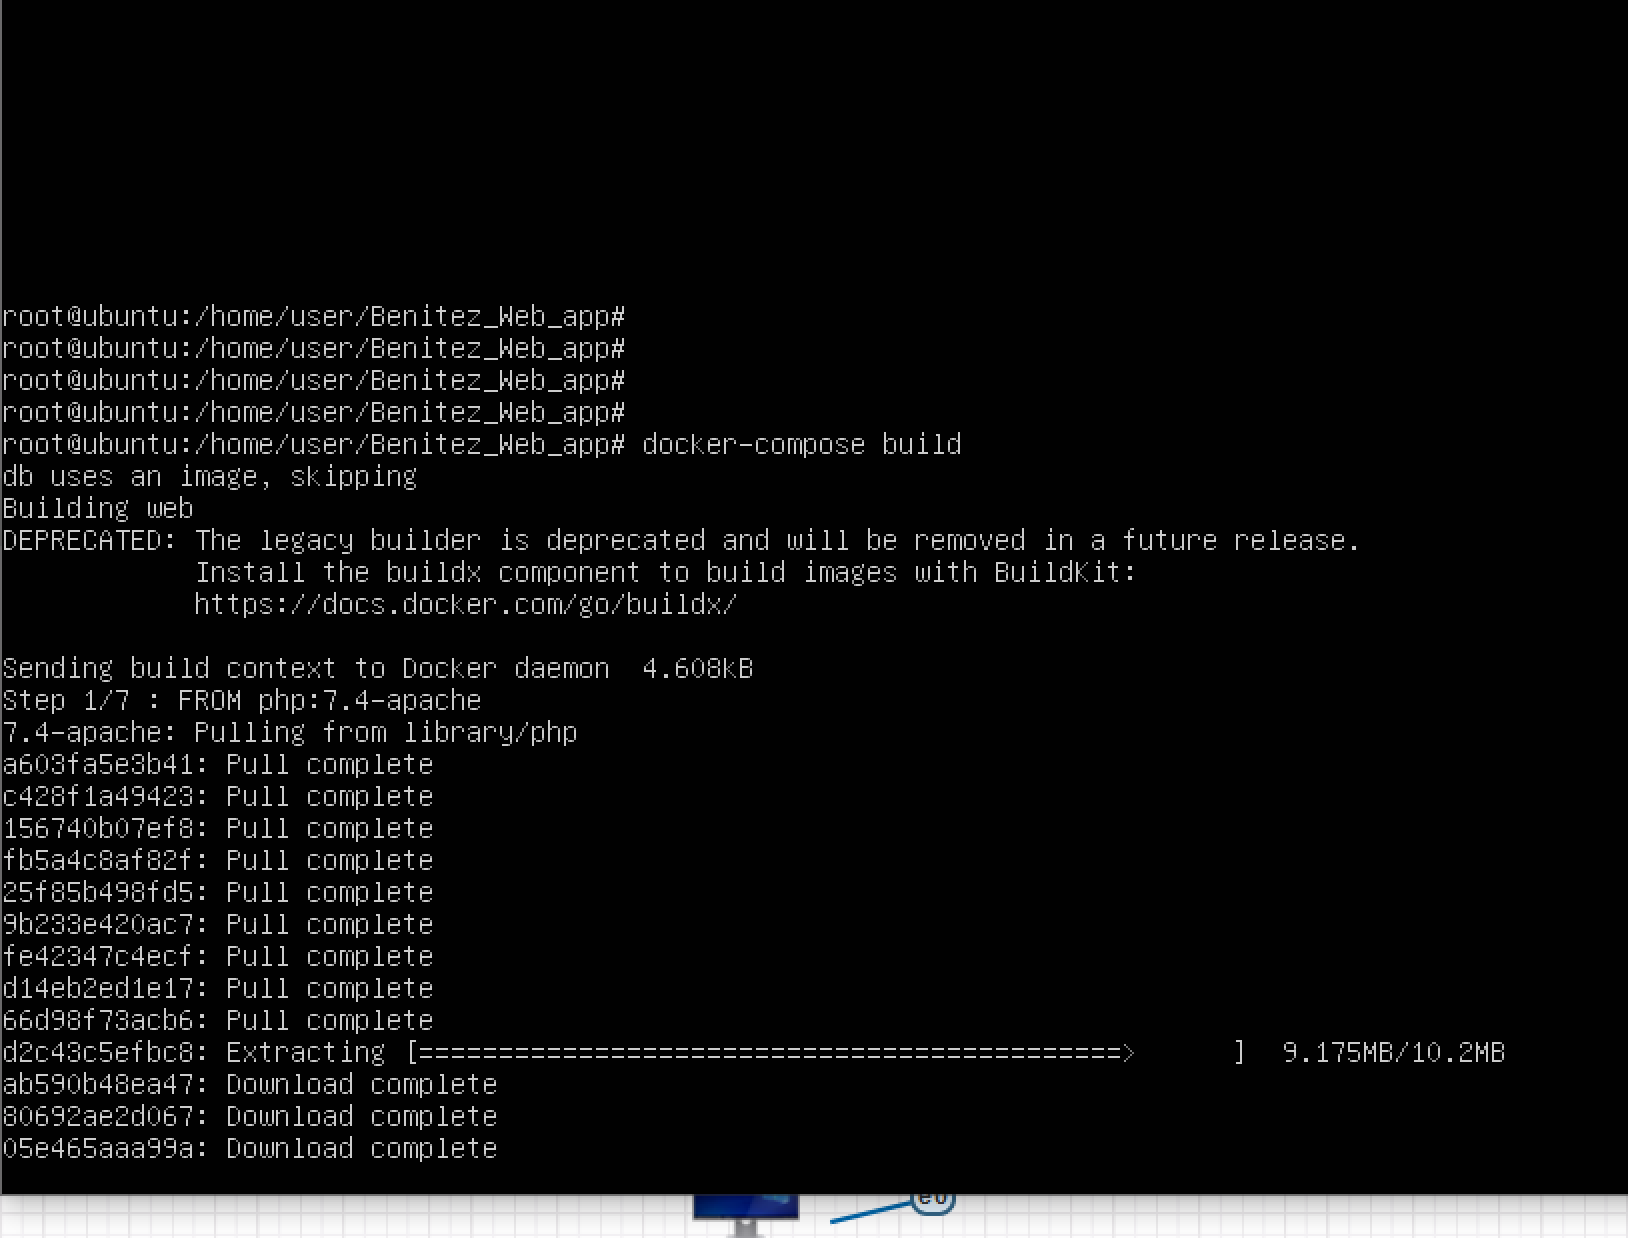 root@ubuntu:/home/user/Benitez_Web_app#
root@ubuntu:/home/user/Benitez_Web_app#
root@ubuntu:/home/user/Benitez_Web_app#
root@ubuntu:/home/user/Benitez_Web_app#
root@ubuntu:/home/user/Benitez_Web_app# docker-compose build
db uses an image, skipping
Building web
DEPRECATED: The legacy builder is deprecated and will be removed in a future release.
            Install the buildx component to build images with BuildKit:
            https://docs.docker.com/go/buildx/

Sending build context to Docker daemon  4.608kB
Step 1/7 : FROM php:7.4-apache
7.4-apache: Pulling from library/php
a603fa5e3b41: Pull complete
c428f1a49423: Pull complete
156740b07ef8: Pull complete
fb5a4c8af82f: Pull complete
25f85b498fd5: Pull complete
9b233e420ac7: Pull complete
fe42347c4ecf: Pull complete
d14eb2ed1e17: Pull complete
66d98f73acb6: Pull complete
d2c43c5efbc8: Extracting [============================================>      ]  9.175MB/10.2MB
ab590b48ea47: Download complete
80692ae2d067: Download complete
05e465aaa99a: Download complete
e0